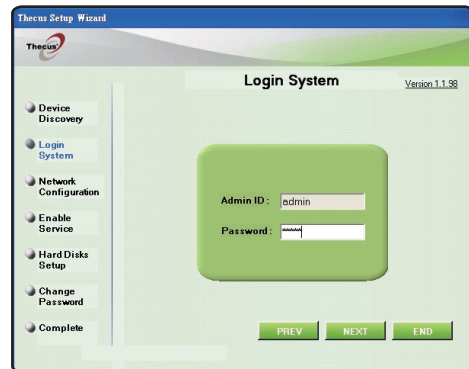 Thecus Setup Wizard
Thecus
Login System
Version 1.1.98
Device
Discovery
Login
System
Network
Configuration
Enable
Service
Hard Disks
Setup
Change
Password
Complete
Admin ID : admin
Password : *****
PREV NEXT END